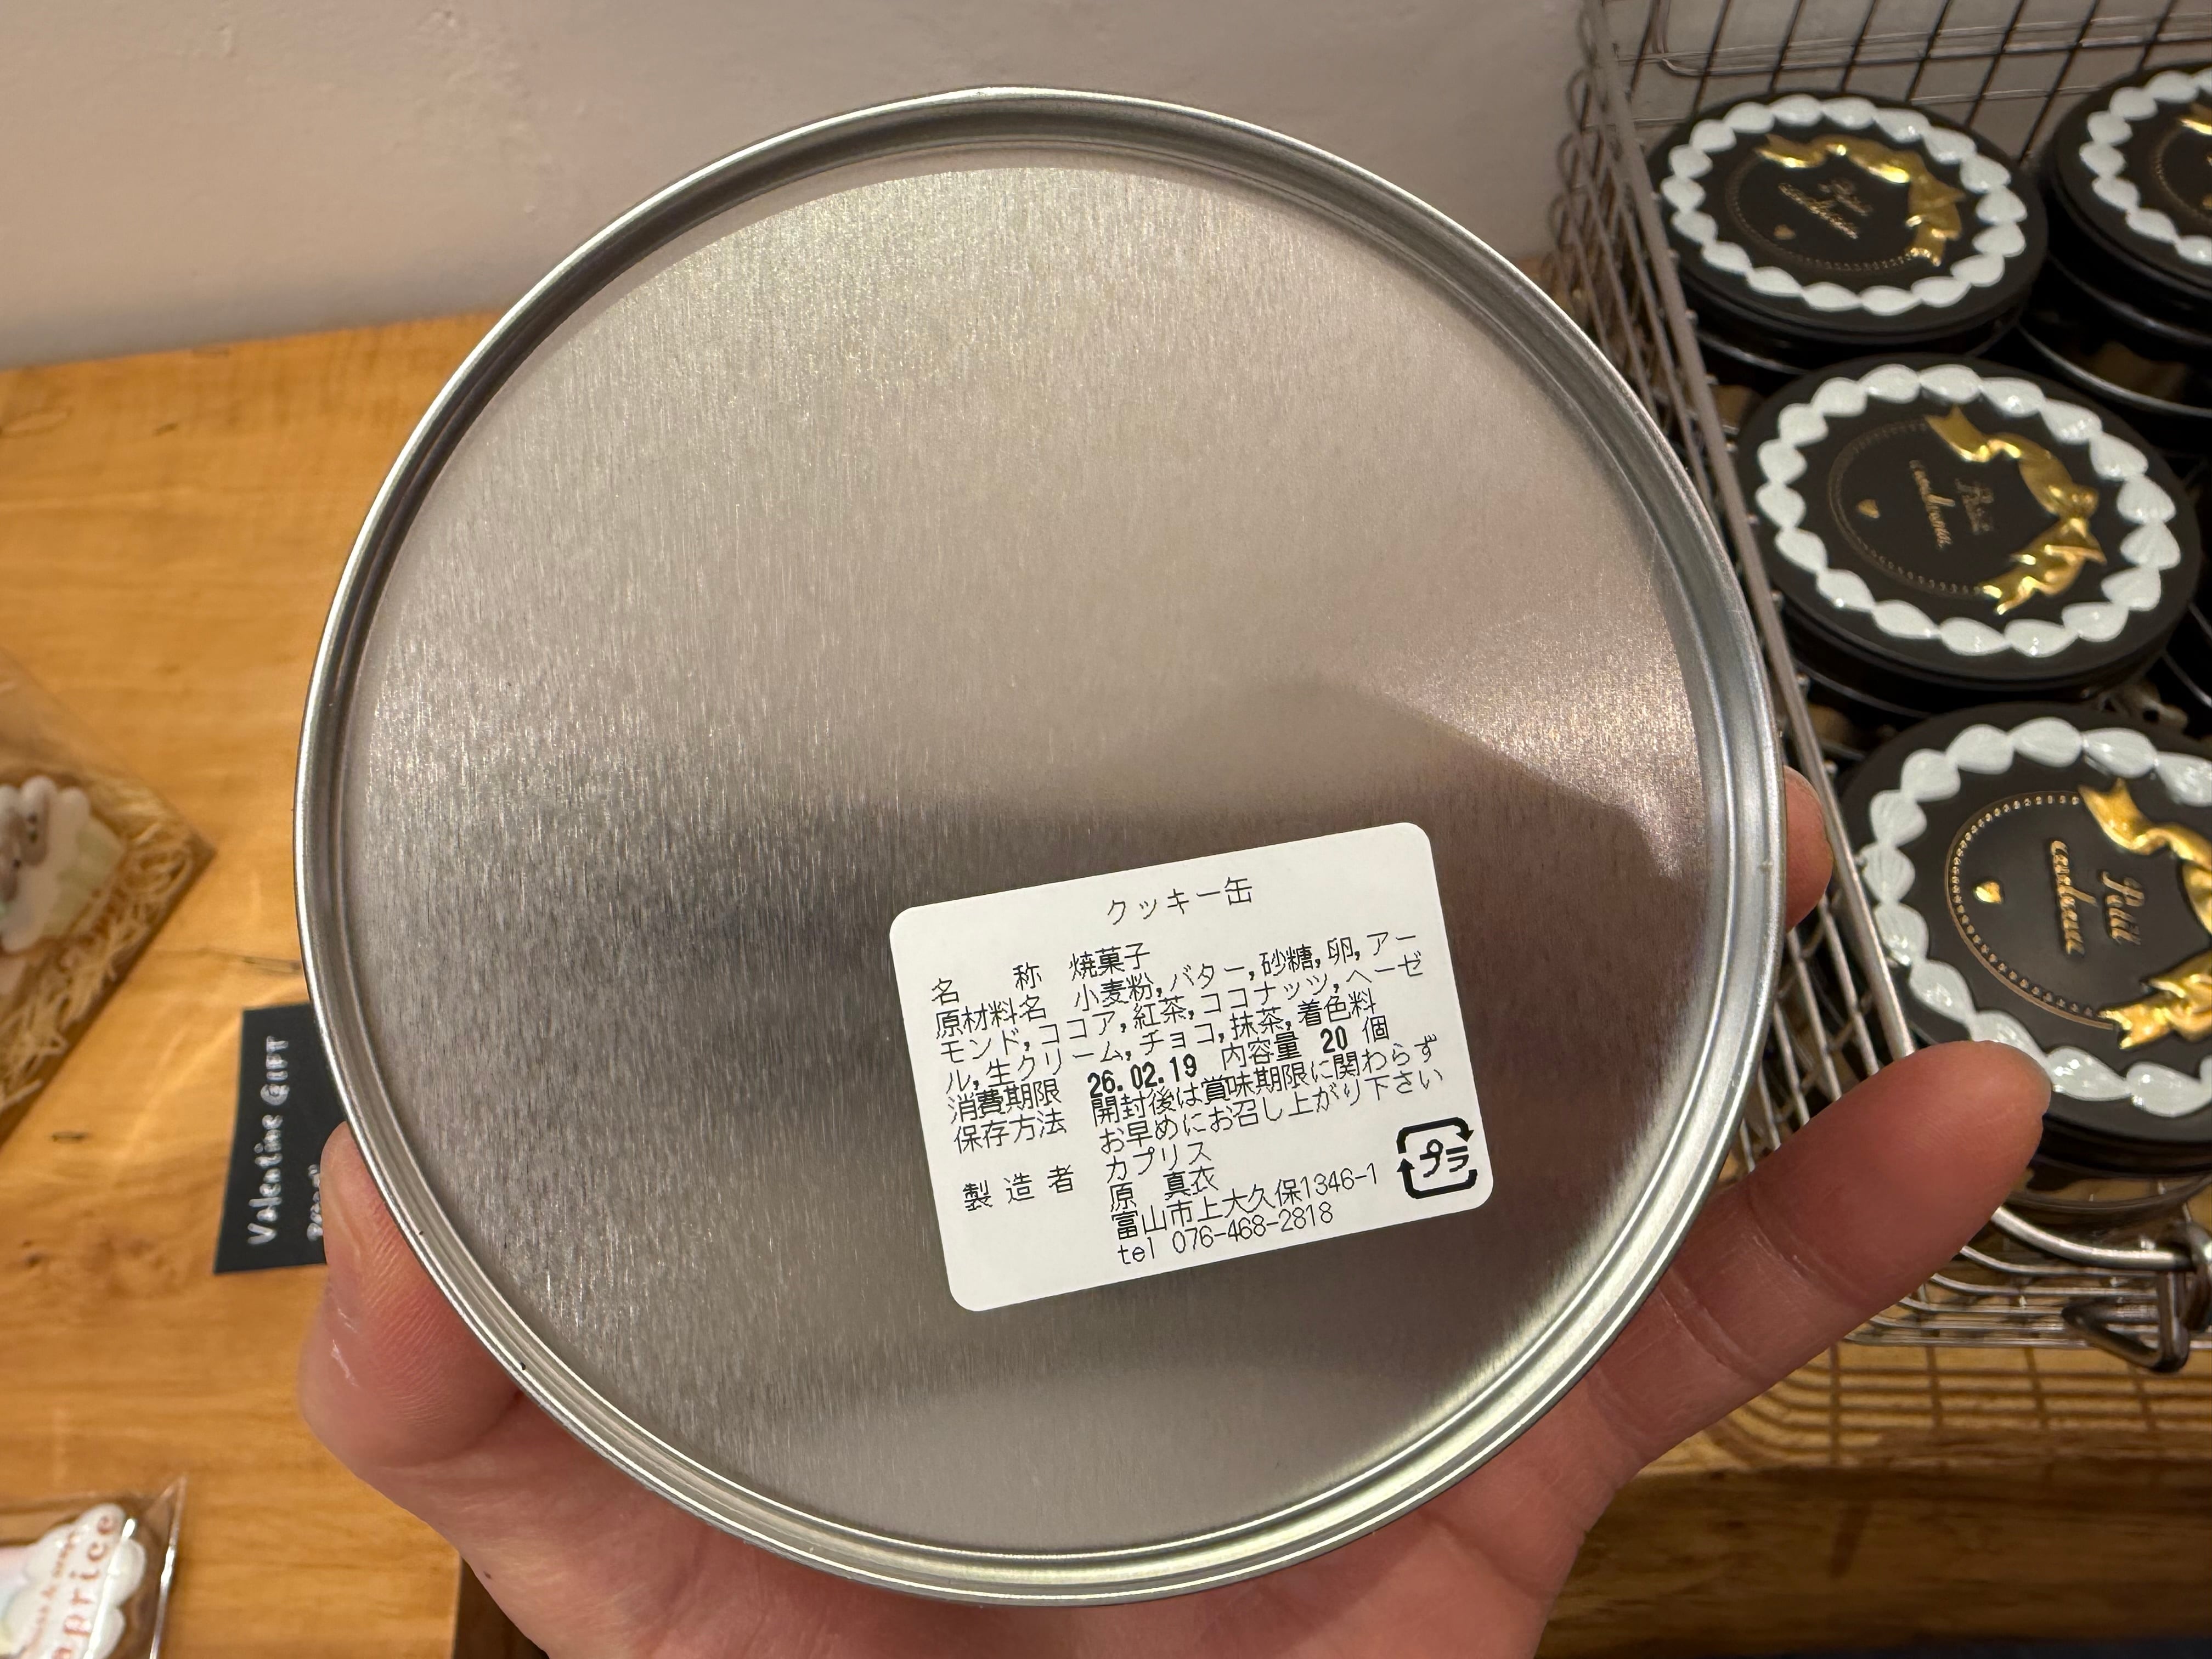 クッキー缶
名　　称　焼菓子
原材料名　小麦粉,バター,砂糖,卵,アー
モンド,ココア,紅茶,ココナッツ,ヘーゼ
ル,生クリーム,チョコ,抹茶,着色料
消費期限　26.02.19　内容量　20 個
保存方法　開封後は賞味期限に関わらず
お早めにお召し上がり下さい
製 造 者　カプリス
原　真衣
富山市上大久保1346-1
tel 076-468-2818
プラ
Valentine GIFT
Petit
cadeau